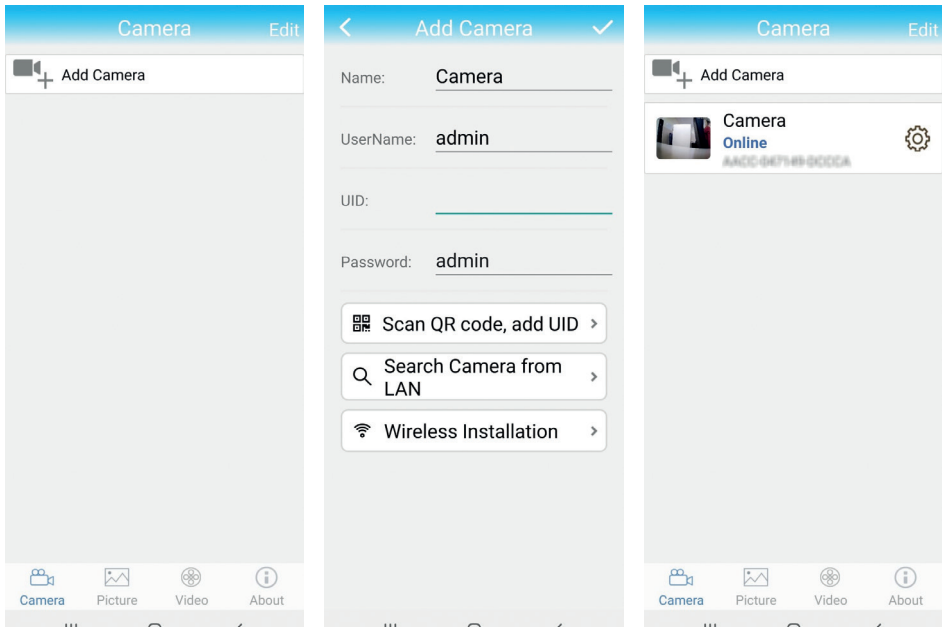 Camera
Edit
Add Camera
Camera
Picture
Video
About
Add Camera
Name:
Camera
UserName:
admin
UID:
Password:
admin
Scan QR code, add UID
Search Camera from
LAN
Wireless Installation
Camera
Edit
Add Camera
Camera
Online
Camera
Picture
Video
About